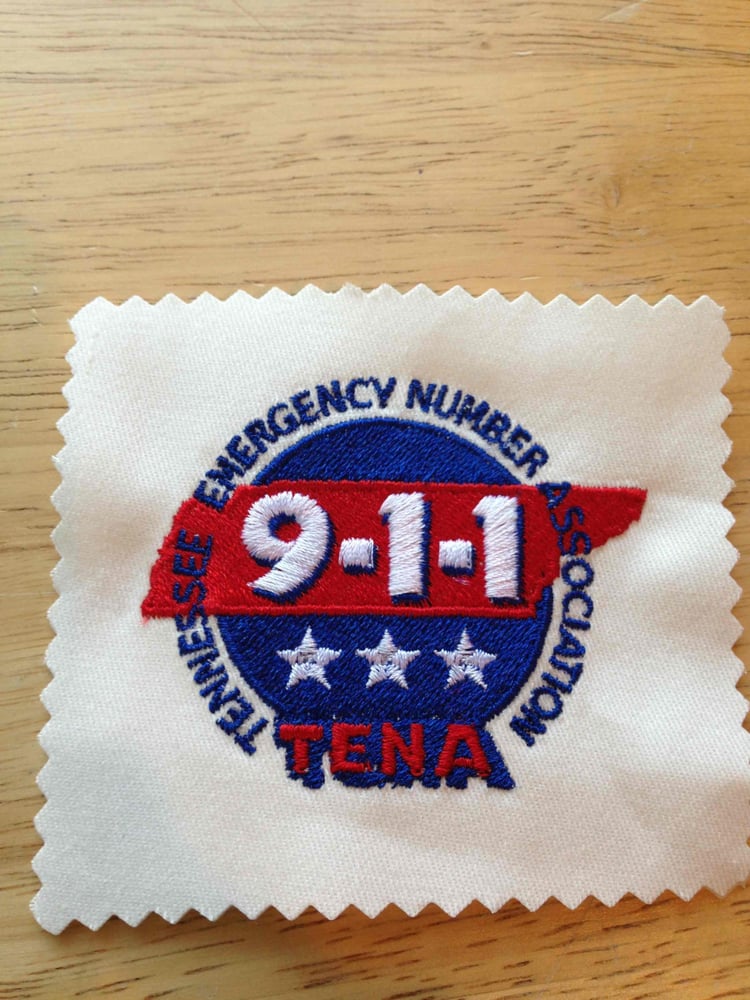 TENNESSEE EMERGENCY NUMBER ASSOCIATION
9-1-1
TENA